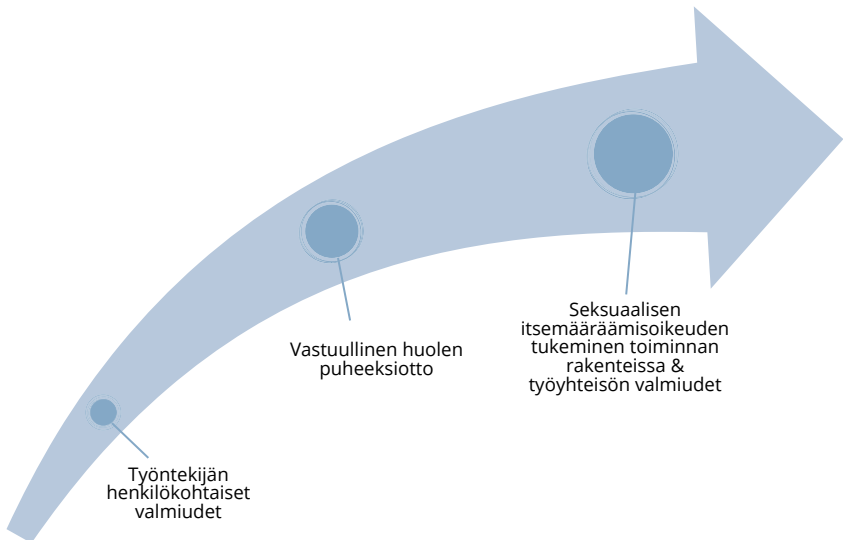 Seksuaalisen
itsemääräämisoikeuden
tukeminen toiminnan
rakenteissa &
työyhteisön valmiudet
Vastuullinen huolen
puheeksiotto
Työntekijän
henkilökohtaiset
valmiudet